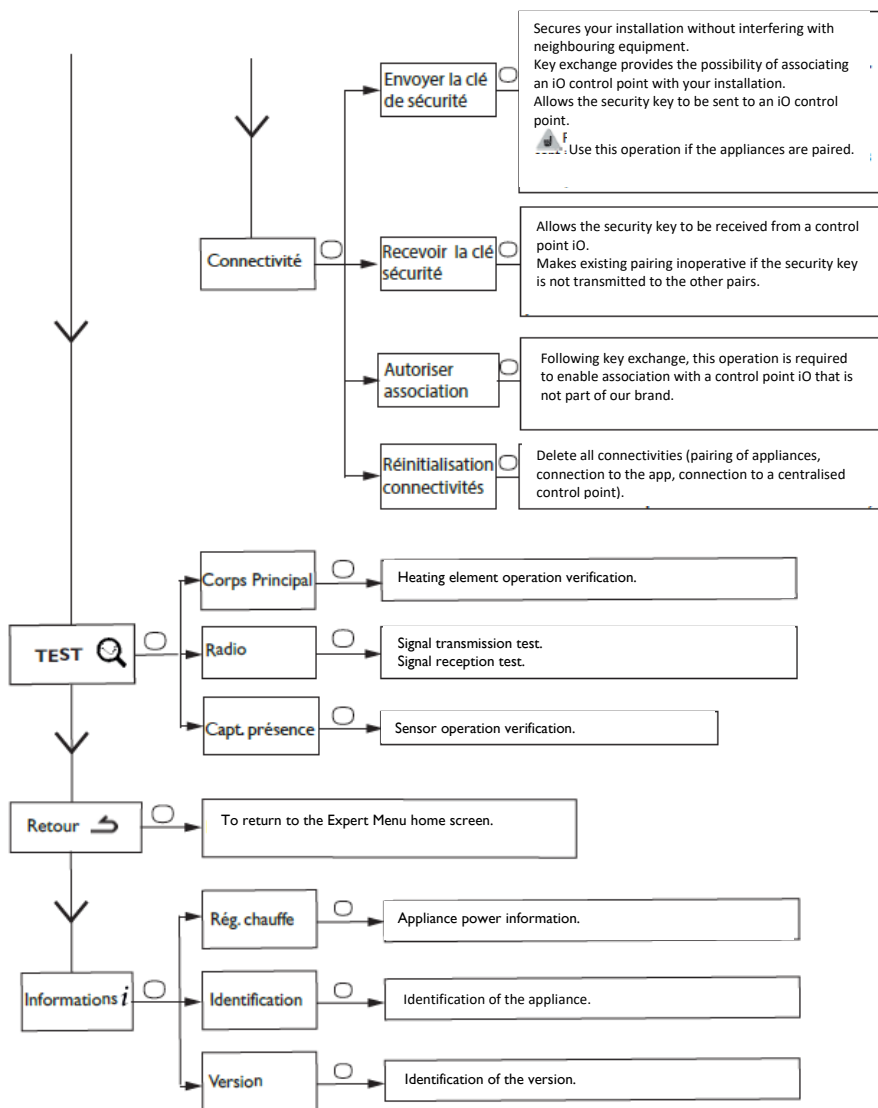 Envoyer la clé
de sécurité
Secures your installation without interfering with
neighbouring equipment.
Key exchange provides the possibility of associating
an iO control point with your installation.
Allows the security key to be sent to an iO control
point.
Use this operation if the appliances are paired.
Connectivité
Recevoir la clé
sécurité
Allows the security key to be received from a control
point iO.
Makes existing pairing inoperative if the security key
is not transmitted to the other pairs.
Autoriser
association
Following key exchange, this operation is required
to enable association with a control point iO that is
not part of our brand.
Réinitialisation
connectivités
Delete all connectivities (pairing of appliances,
connection to the app, connection to a centralised
control point).
TEST
Corps Principal
Heating element operation verification.
Radio
Signal transmission test.
Signal reception test.
Capt. présence
Sensor operation verification.
Retour
To return to the Expert Menu home screen.
Informations i
Rég. chauffe
Appliance power information.
Identification
Identification of the appliance.
Version
Identification of the version.